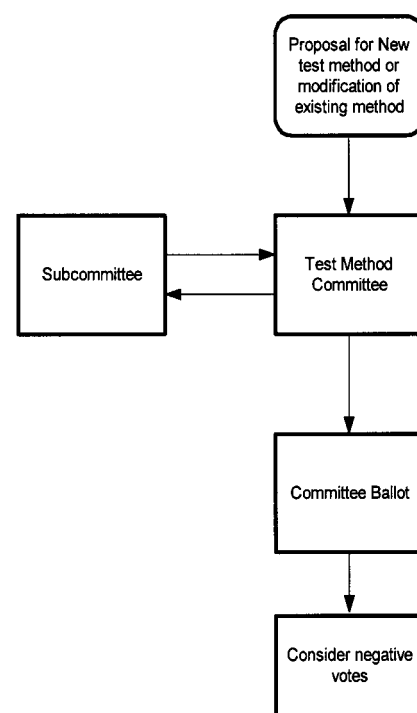 Proposal for New
test method or
modification of
existing method
Subcommittee
Test Method
Committee
Committee Ballot
Consider negative
votes